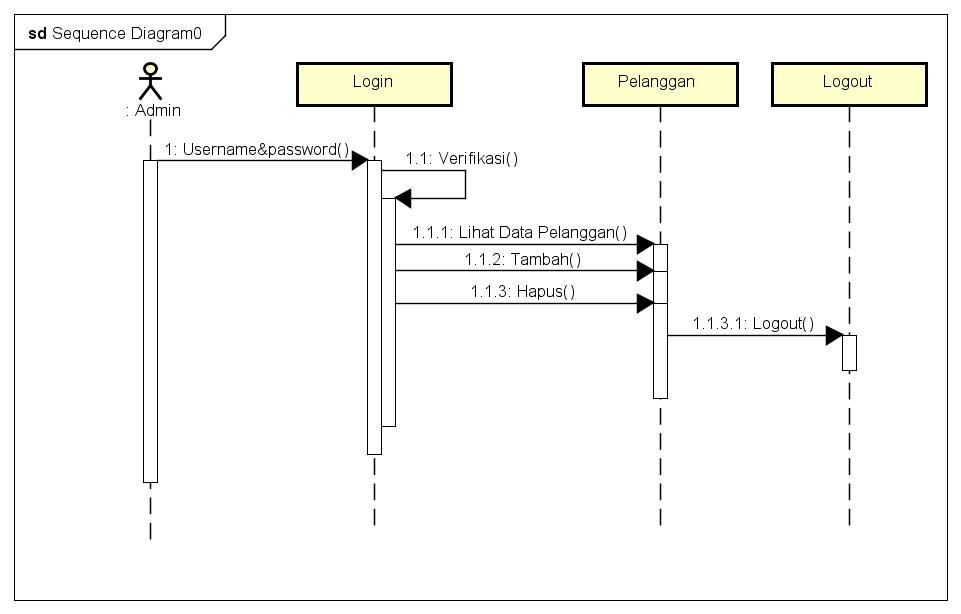 sd Sequence Diagram0
: Admin
Login
Pelanggan
Logout
1: Username&password()
1.1: Verifikasi()
1.1.1: Lihat Data Pelanggan()
1.1.2: Tambah()
1.1.3: Hapus()
1.1.3.1: Logout()